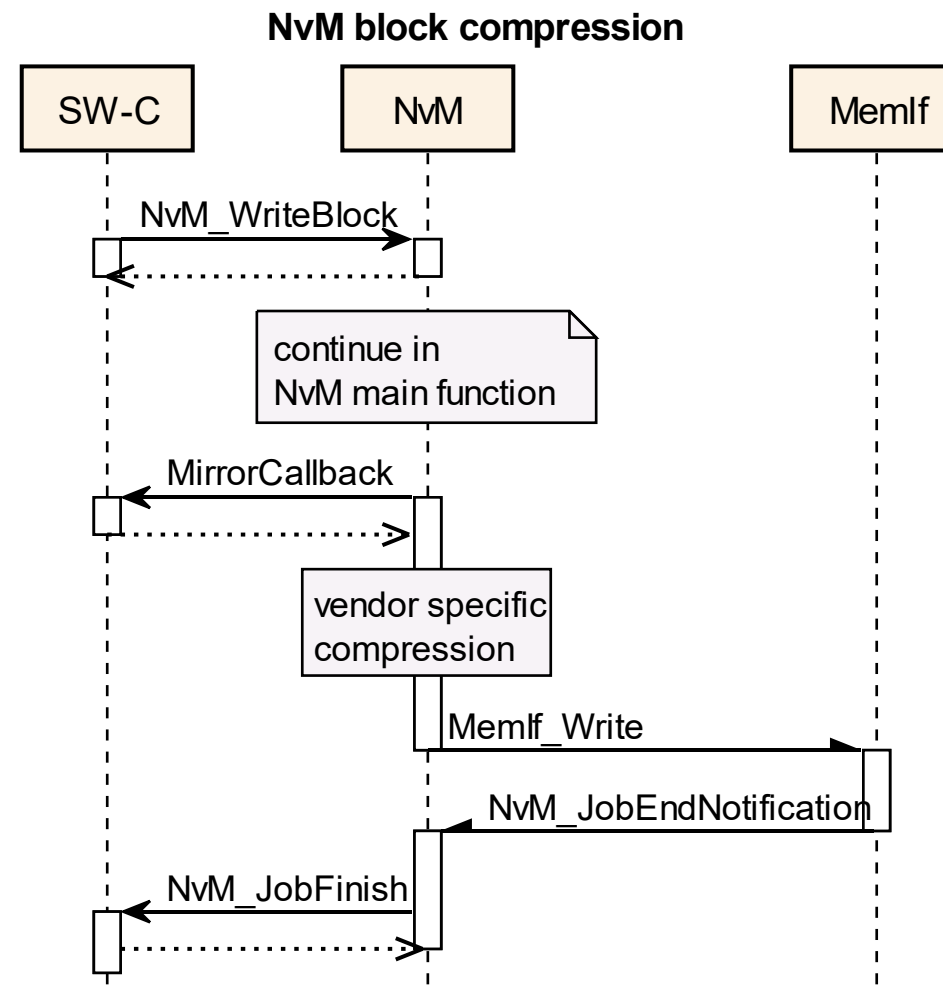 NvM block compression
SW-C
NvM
MemIf
NvM_WriteBlock
continue in
NvM main function
MirrorCallback
vendor specific
compression
MemIf_Write
NvM_JobEndNotification
NvM_JobFinish